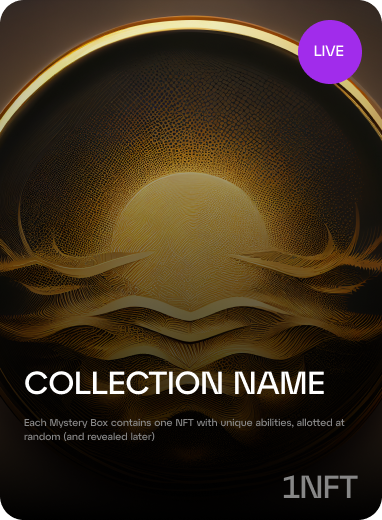 LIVE
COLLECTION NAME
Each Mystery Box contains one NFT with unique abilities, allotted at
random (and revealed later)
1NFT